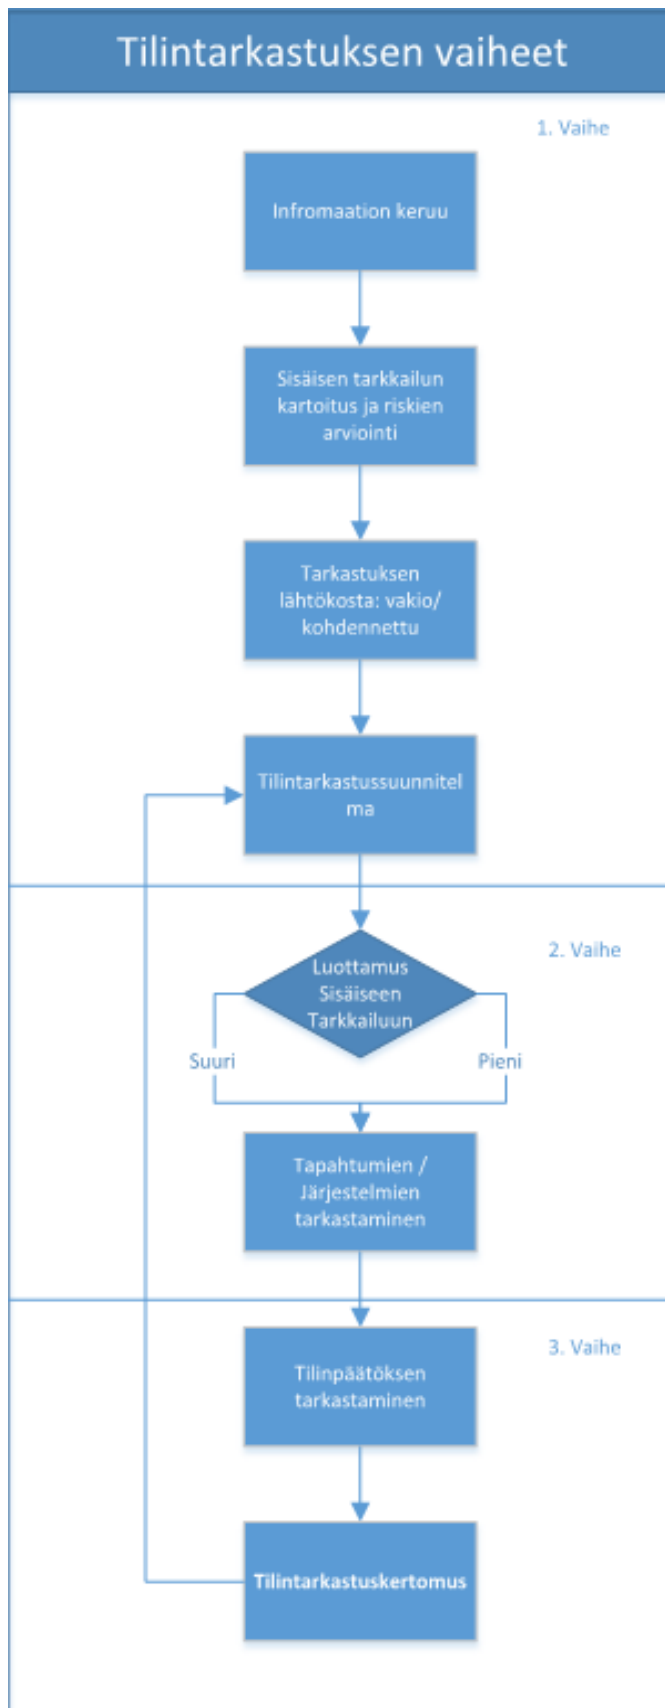 Tilintarkastuksen vaiheet
1. Vaihe
Infromaation keruu
Sisäisen tarkkailun
kartoitus ja riskien
arviointi
Tarkastuksen
lähtökosta: vakio/
kohdennettu
Tilintarkastussuunnitel
ma
2. Vaihe
Luottamus
Sisäiseen
Tarkkailuun
Suuri
Pieni
Tapahtumien /
Järjestelmien
tarkastaminen
3. Vaihe
Tilinpäätöksen
tarkastaminen
Tilintarkastuskertomus